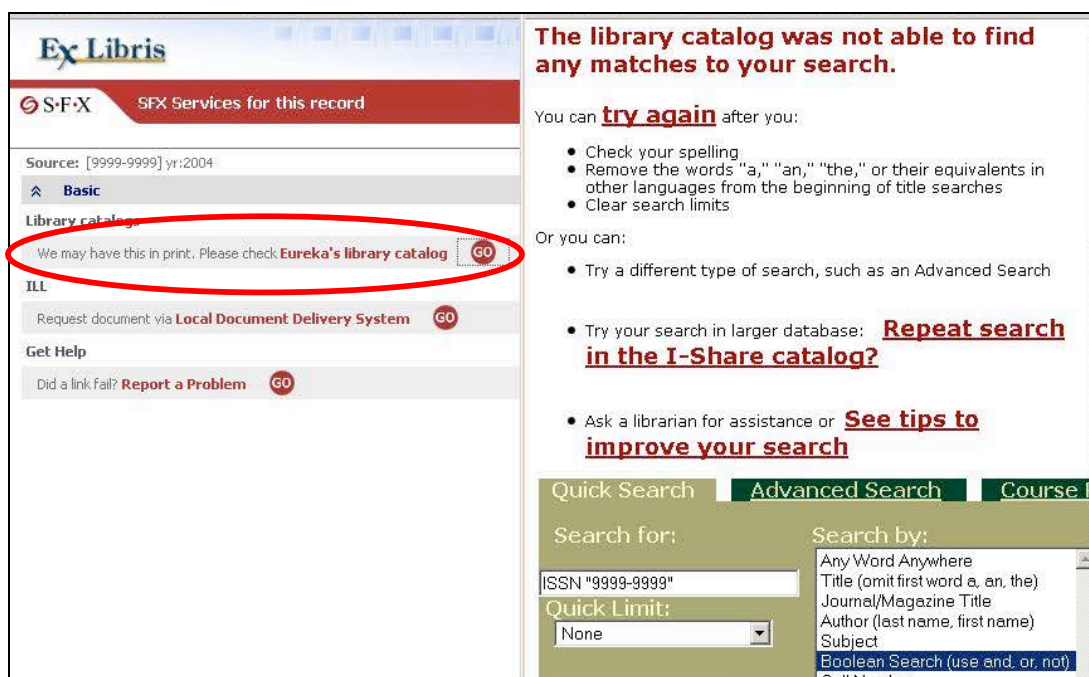 Ex Libris
S·F·X SFX Services for this record
Source: [9999-9999] yr:2004
Basic
Library catalogs
We may have this in print. Please check Eureka's library catalog GO
ILL
Request document via Local Document Delivery System GO
Get Help
Did a link fail? Report a Problem GO
The library catalog was not able to find
any matches to your search.
You can try again after you:
• Check your spelling
• Remove the words "a," "an," "the," or their equivalents in
other languages from the beginning of title searches
• Clear search limits
Or you can:
• Try a different type of search, such as an Advanced Search
• Try your search in larger database: Repeat search
in the I-Share catalog?
• Ask a librarian for assistance or See tips to
improve your search
Quick Search Advanced Search Course
Search for: Search by:
ISSN "9999-9999"
Quick Limit:
None
Any Word Anywhere
Title (omit first word a, an, the)
Journal/Magazine Title
Author (last name, first name)
Subject
Boolean Search (use and, or, not)